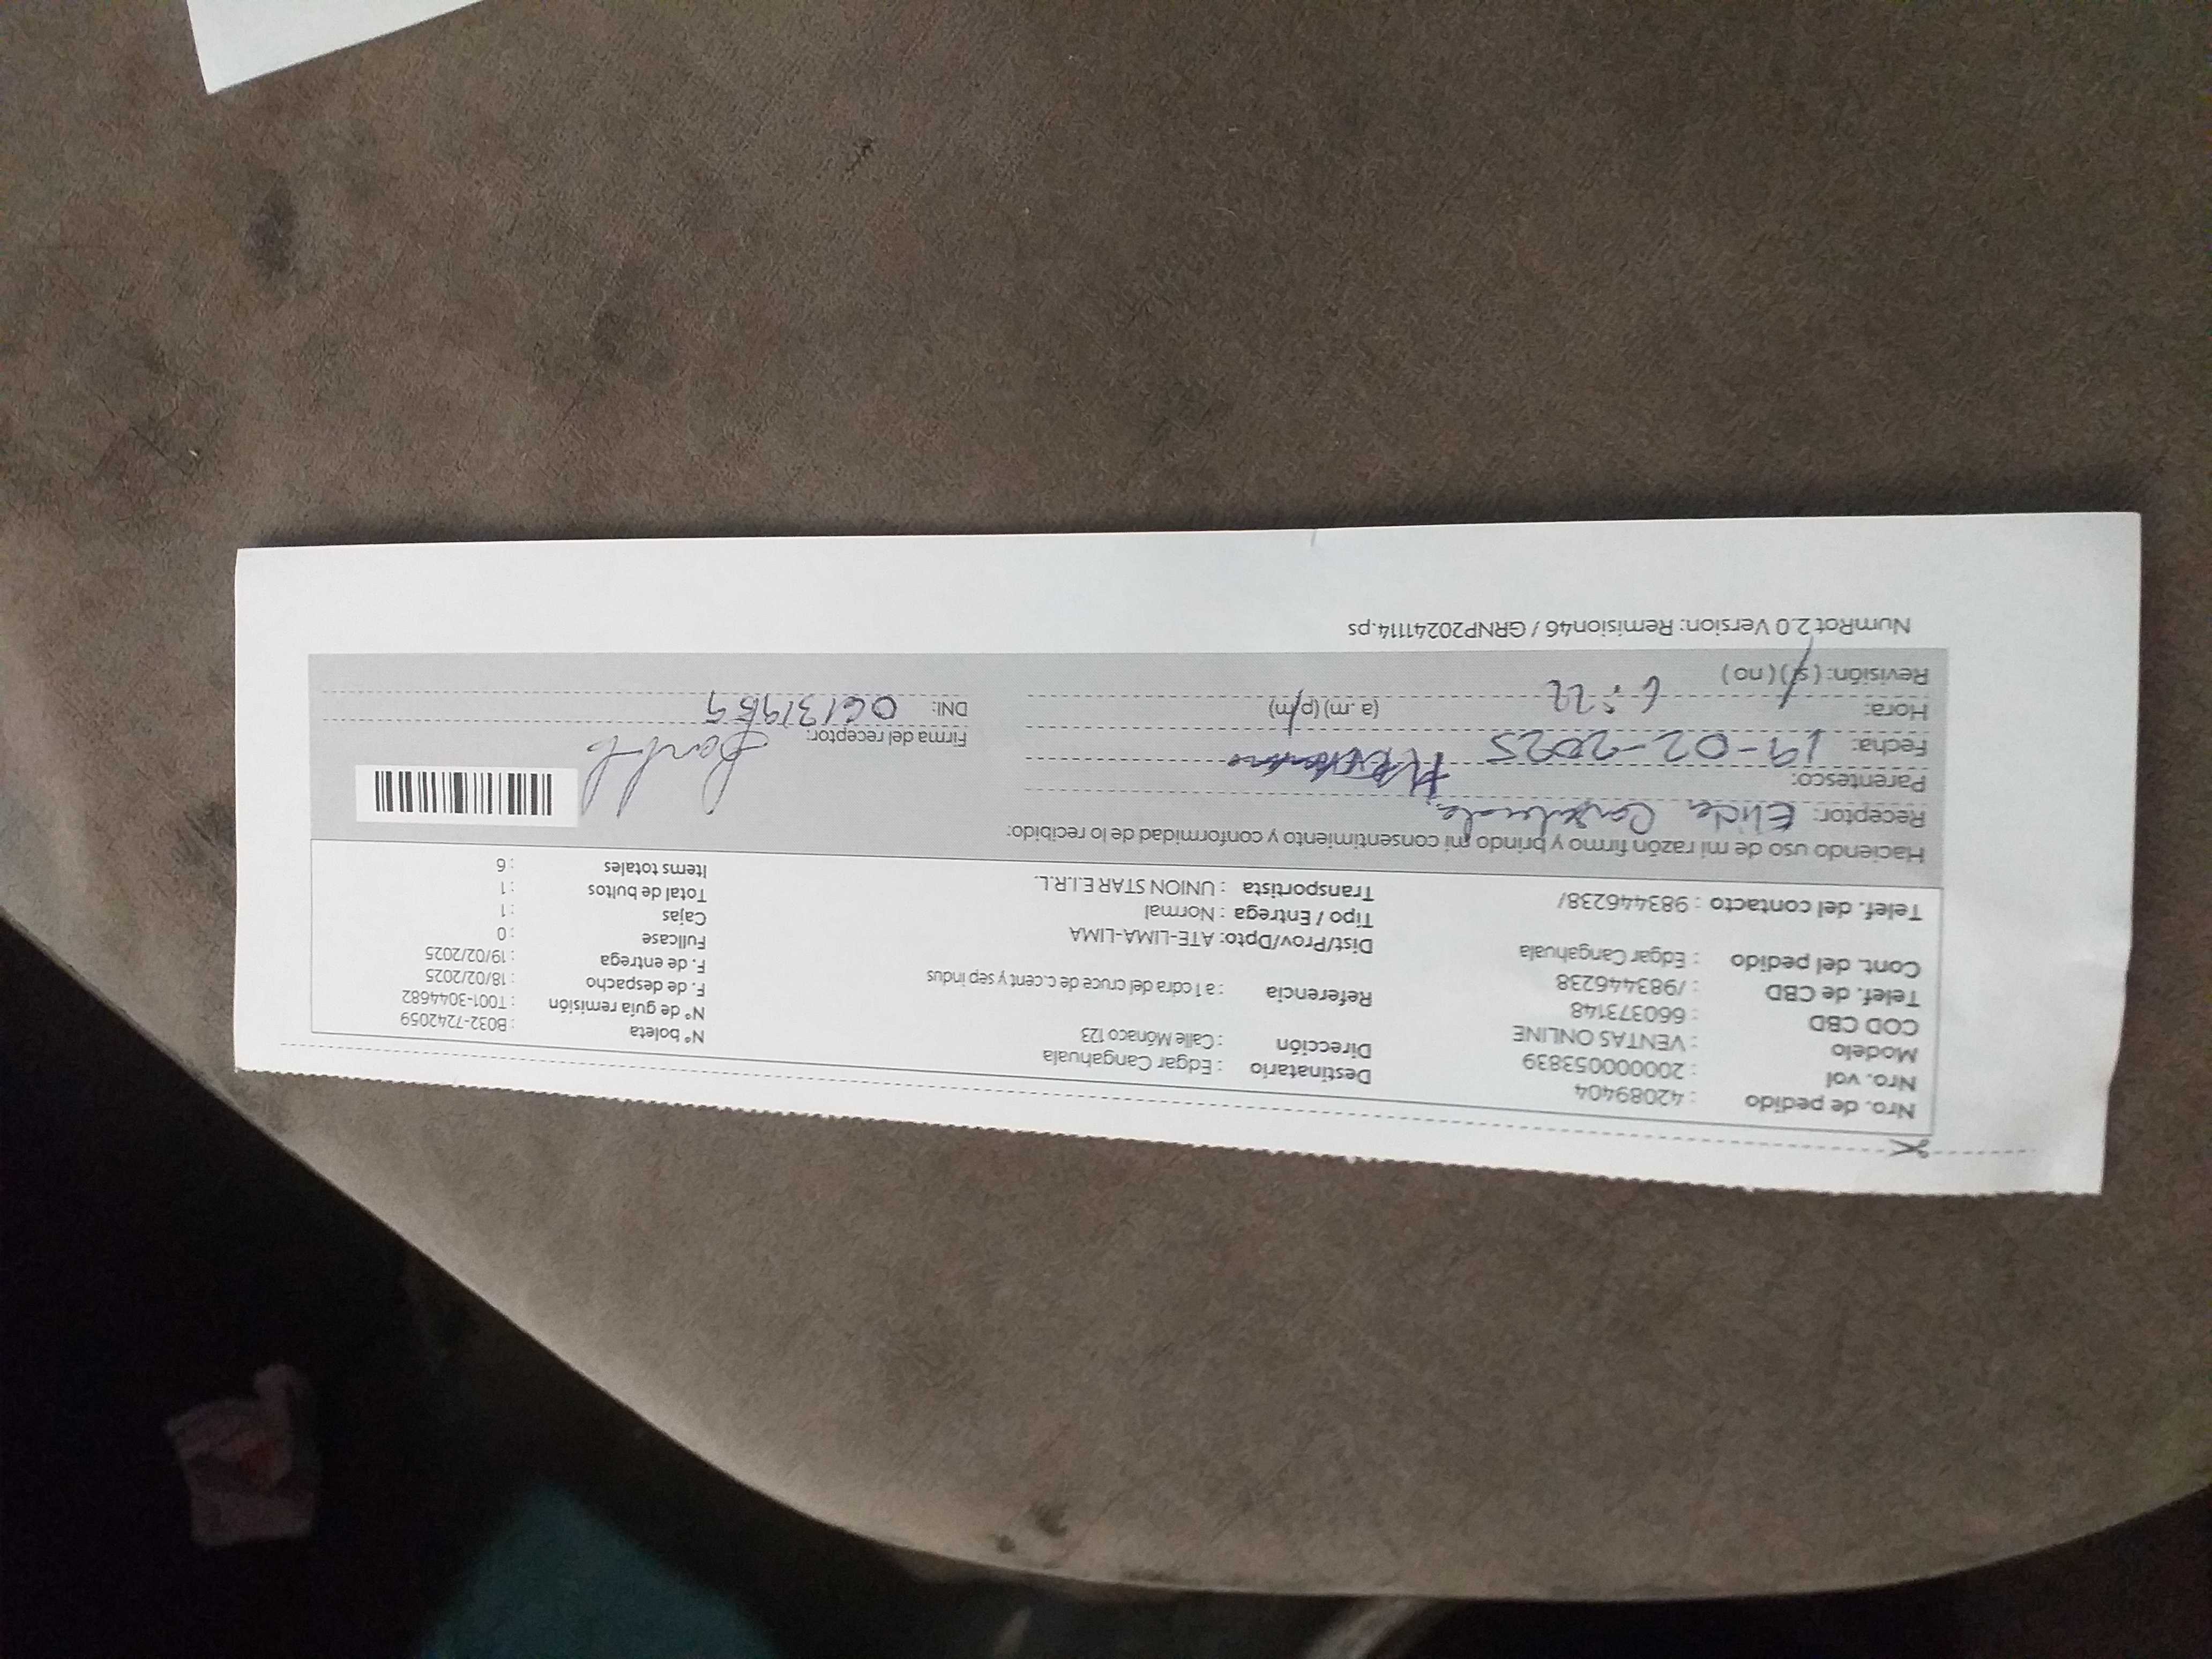 Nro. de pedido : 42089404
Nro. vol : 20000053839
Modelo : VENTAS ONLINE
COD CBD : 660373148
Telef. de CBD : /983446238
Cont. del pedido : Edgar Cangahuala
Telef. del contacto : 983446238/
Destinatario : Edgar Cangahuala
Dirección : Calle Mónaco 123
Referencia : a 1 cdra del cruce de c.cent y sep indus
Dist/Prov/Dpto: ATE-LIMA-LIMA
Tipo / Entrega : Normal
Transportista : UNION STAR E.I.R.L.
N° boleta : B032-7242059
N° de guía remisión : T001-3044682
F. de despacho : 18/02/2025
F. de entrega : 19/02/2025
Fullcase : 0
Cajas : 1
Total de bultos : 1
Items totales : 6
Haciendo uso de mi razón firmo y brindo mi consentimiento y conformidad de lo recibido:
Receptor:
Parentesco:
Fecha: 19-02-2025
Hora: 6:22 (a.m) (p/m)
Revisión: ( si ) ( no )
Firma del receptor:
DNI:
NumRot 2.0 Version: Remision46 / GRNP20241114.ps